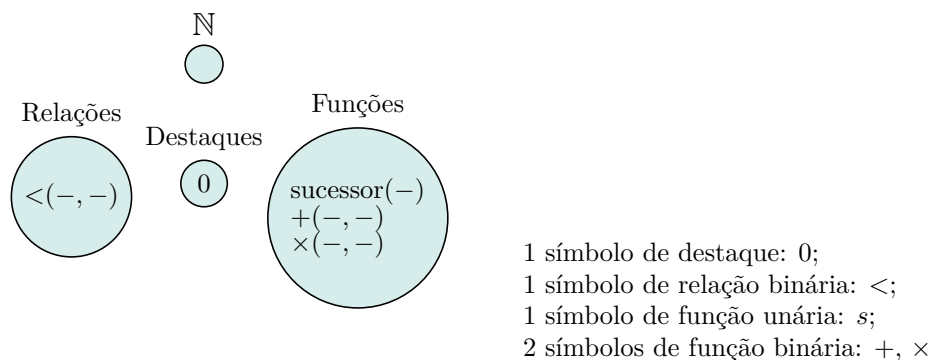 ℕ
Relações
Destaques
Funções
<(−, −)
0
sucessor(−)
+(−, −)
×(−, −)
1 símbolo de destaque: 0;
1 símbolo de relação binária: <;
1 símbolo de função unária: s;
2 símbolos de função binária: +, ×